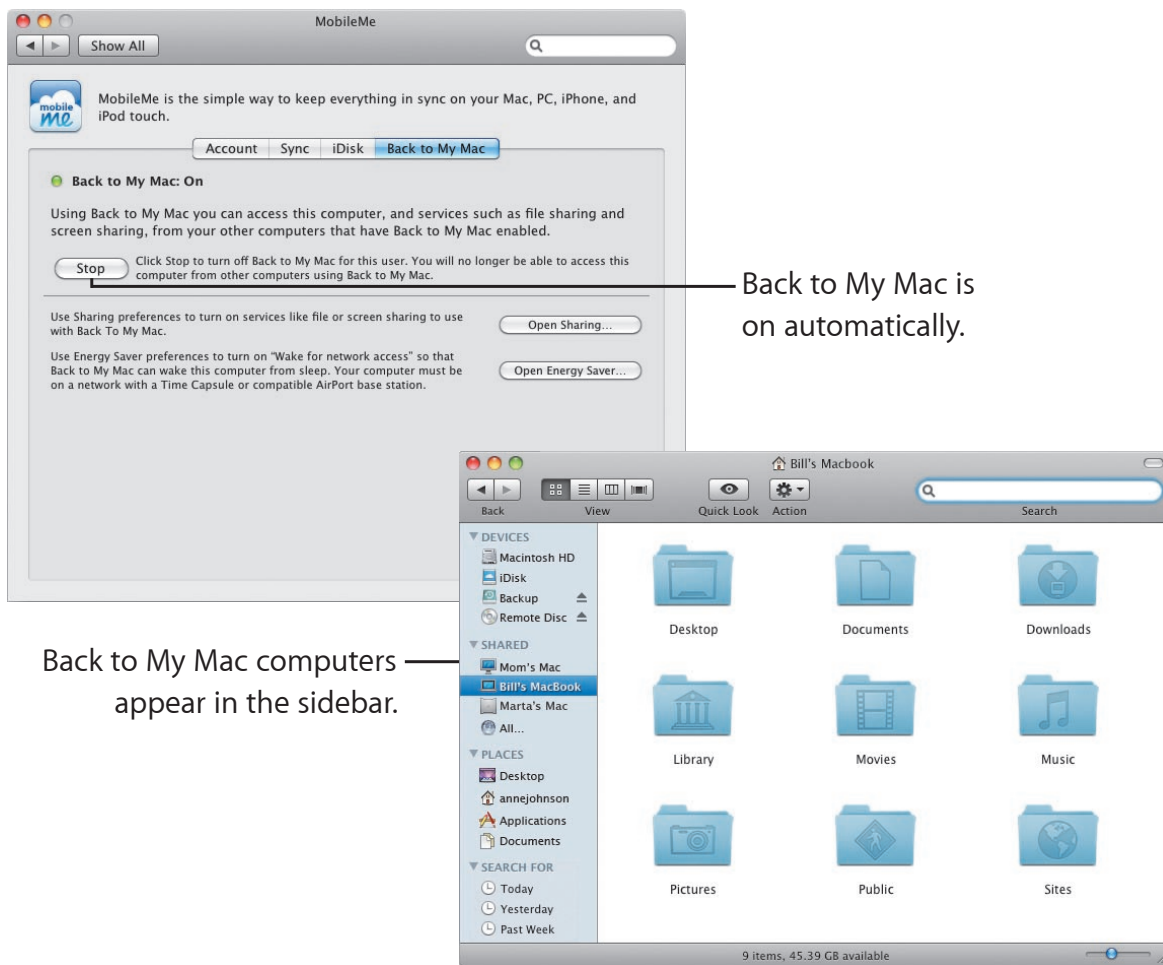 MobileMe
Show All
mobile
me
MobileMe is the simple way to keep everything in sync on your Mac, PC, iPhone, and
iPod touch.
Account Sync iDisk Back to My Mac
Back to My Mac: On
Using Back to My Mac you can access this computer, and services such as file sharing and
screen sharing, from your other computers that have Back to My Mac enabled.
Stop
Click Stop to turn off Back to My Mac for this user. You will no longer be able to access this
computer from other computers using Back to My Mac.
Use Sharing preferences to turn on services like file or screen sharing to use
with Back To My Mac.
Open Sharing...
Use Energy Saver preferences to turn on “Wake for network access” so that
Back to My Mac can wake this computer from sleep. Your computer must be
on a network with a Time Capsule or compatible AirPort base station.
Open Energy Saver...
Back to My Mac is
on automatically.
Back to My Mac computers
appear in the sidebar.
Bill's Macbook
Back View Quick Look Action Search
DEVICES
Macintosh HD
iDisk
Backup
Remote Disc
SHARED
Mom's Mac
Bill's MacBook
Marta's Mac
All...
PLACES
Desktop
annejohnson
Applications
Documents
SEARCH FOR
Today
Yesterday
Past Week
Desktop Documents Downloads
Library Movies Music
Pictures Public Sites
9 items, 45.39 GB available